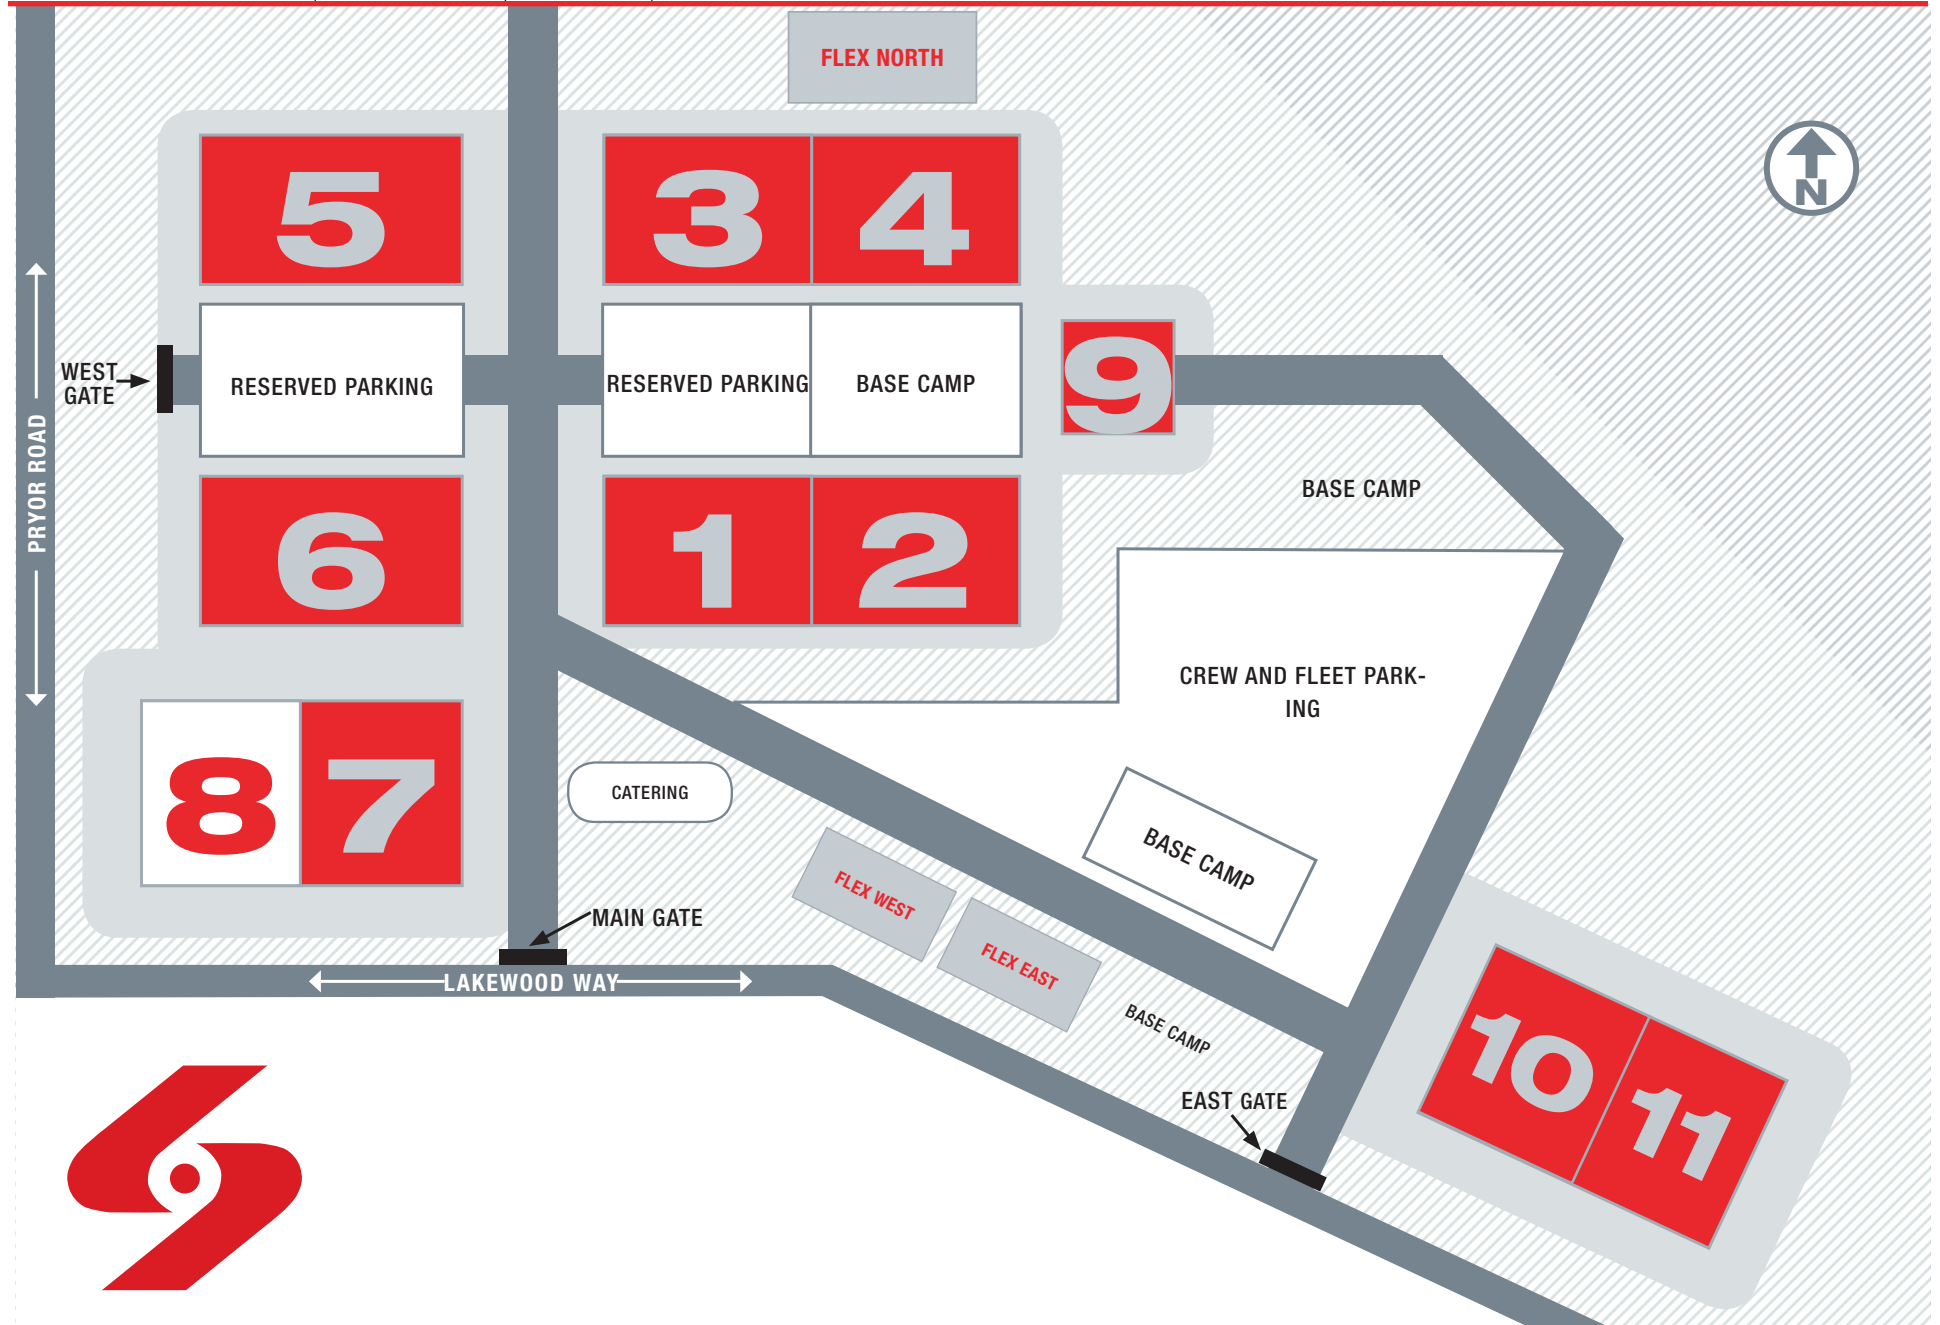 FLEX NORTH
5
3
4
N
WEST
GATE
RESERVED PARKING
RESERVED PARKING
BASE CAMP
9
PRYOR ROAD
BASE CAMP
6
1
2
CREW AND FLEET PARK-
ING
8
7
CATERING
BASE CAMP
FLEX WEST
MAIN GATE
FLEX EAST
LAKEWOOD WAY
BASE CAMP
10
11
EAST GATE